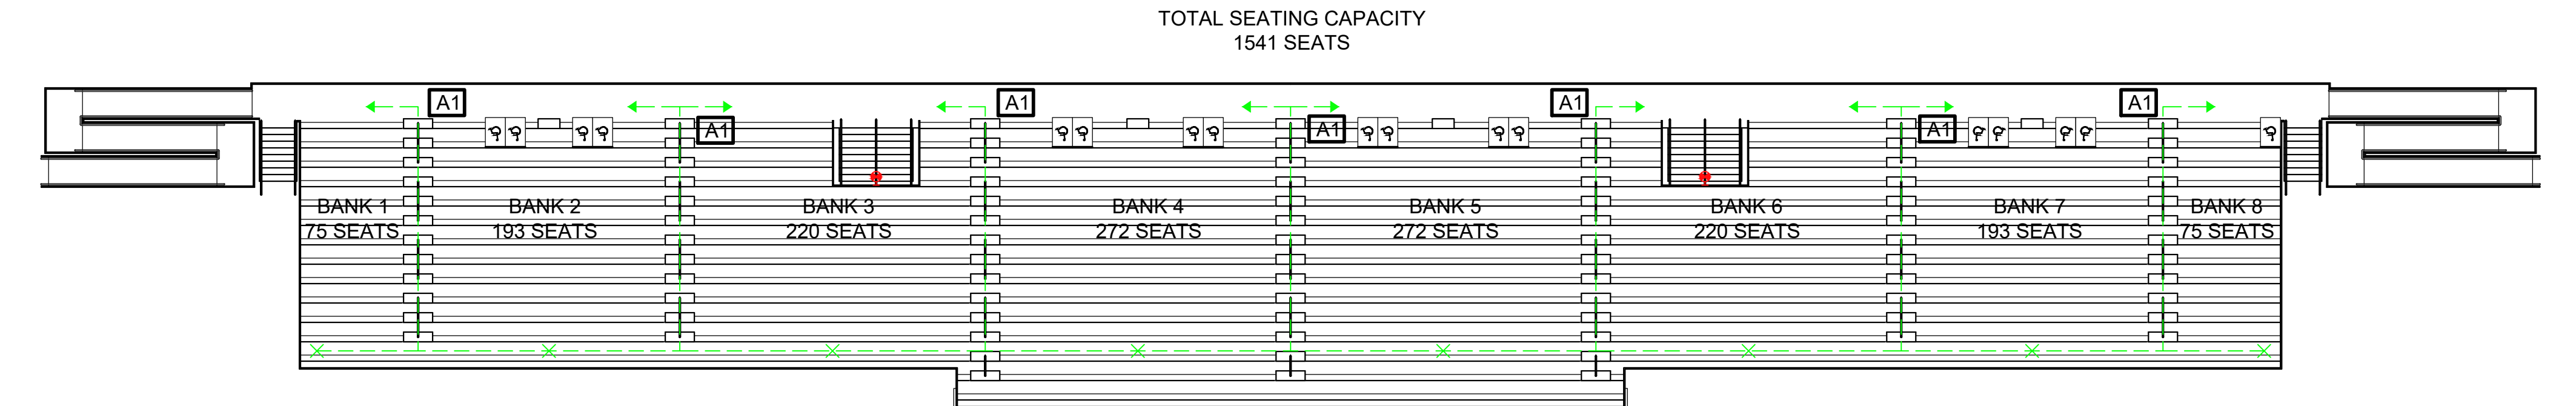 TOTAL SEATING CAPACITY
1541 SEATS
A1
A1
A1
A1
A1
A1
A1
BANK 1
75 SEATS
BANK 2
193 SEATS
BANK 3
220 SEATS
BANK 4
272 SEATS
BANK 5
272 SEATS
BANK 6
220 SEATS
BANK 7
193 SEATS
BANK 8
75 SEATS